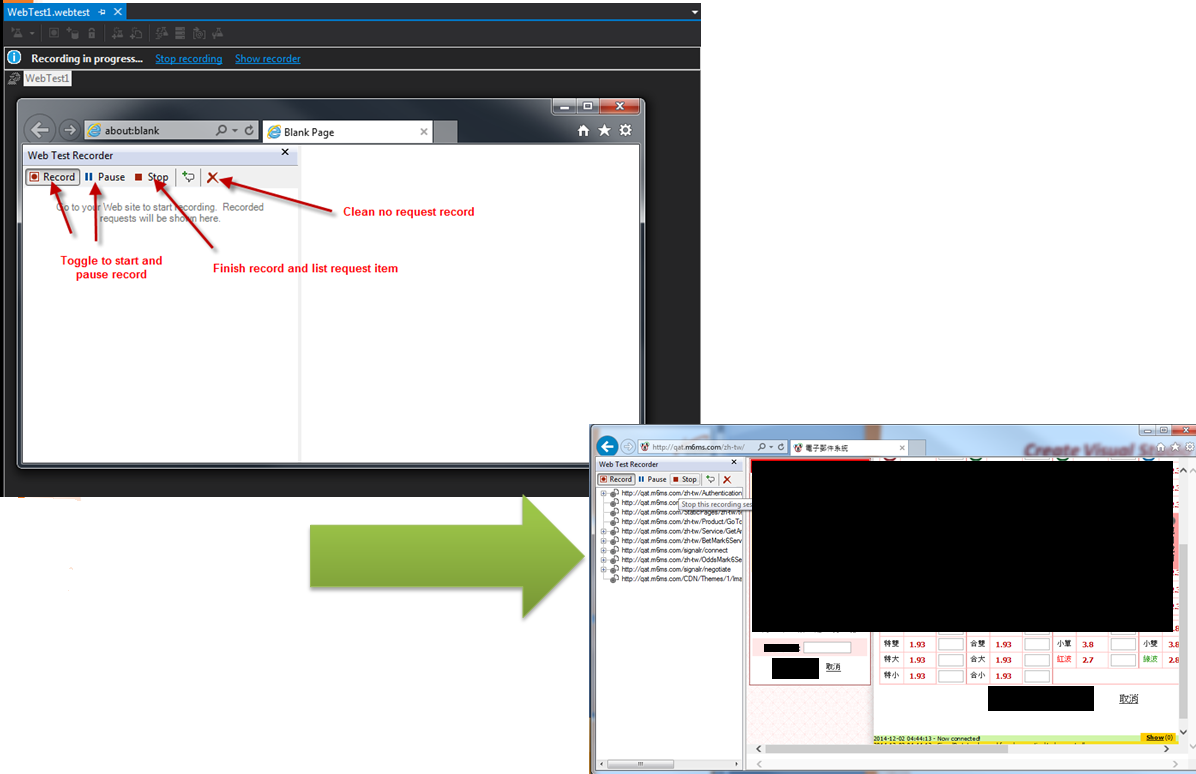 WebTest1.webtest
Recording in progress... Stop recording Show recorder
WebTest1
about:blank
Blank Page
Web Test Recorder
Record Pause Stop
Go to your Web site to start recording. Recorded
requests will be shown here.
Clean no request record
Toggle to start and
pause record
Finish record and list request item
Create Visual
http://qat.m6ms.com/zh-tw/
電子郵件系統
Web Test Recorder
Record Pause Stop
http://qat.m6ms.com/zh-tw/Authentication
http://qat.m6ms.com
Stop this recording ses
http://qat.m6ms.com/StaticPages/tw/
http://qat.m6ms.com/zh-tw/Product/GoTo
http://qat.m6ms.com/zh-tw/Service/GetA
http://qat.m6ms.com/zh-tw/BetMark6Serv
http://qat.m6ms.com/signalr/connect
http://qat.m6ms.com/zh-tw/OddsMark6Se
http://qat.m6ms.com/signalr/negotiate
http://qat.m6ms.com/CDN/Themes/1/Ima
特雙 1.93 合雙 1.93 小單 3.8 小雙 3.8
特大 1.93 合大 1.93 紅波 2.7 綠波 2.8
特小 1.93 合小 1.93
取消
取消
2014-12-02 04:44:13 - Now connected!
Show (0)